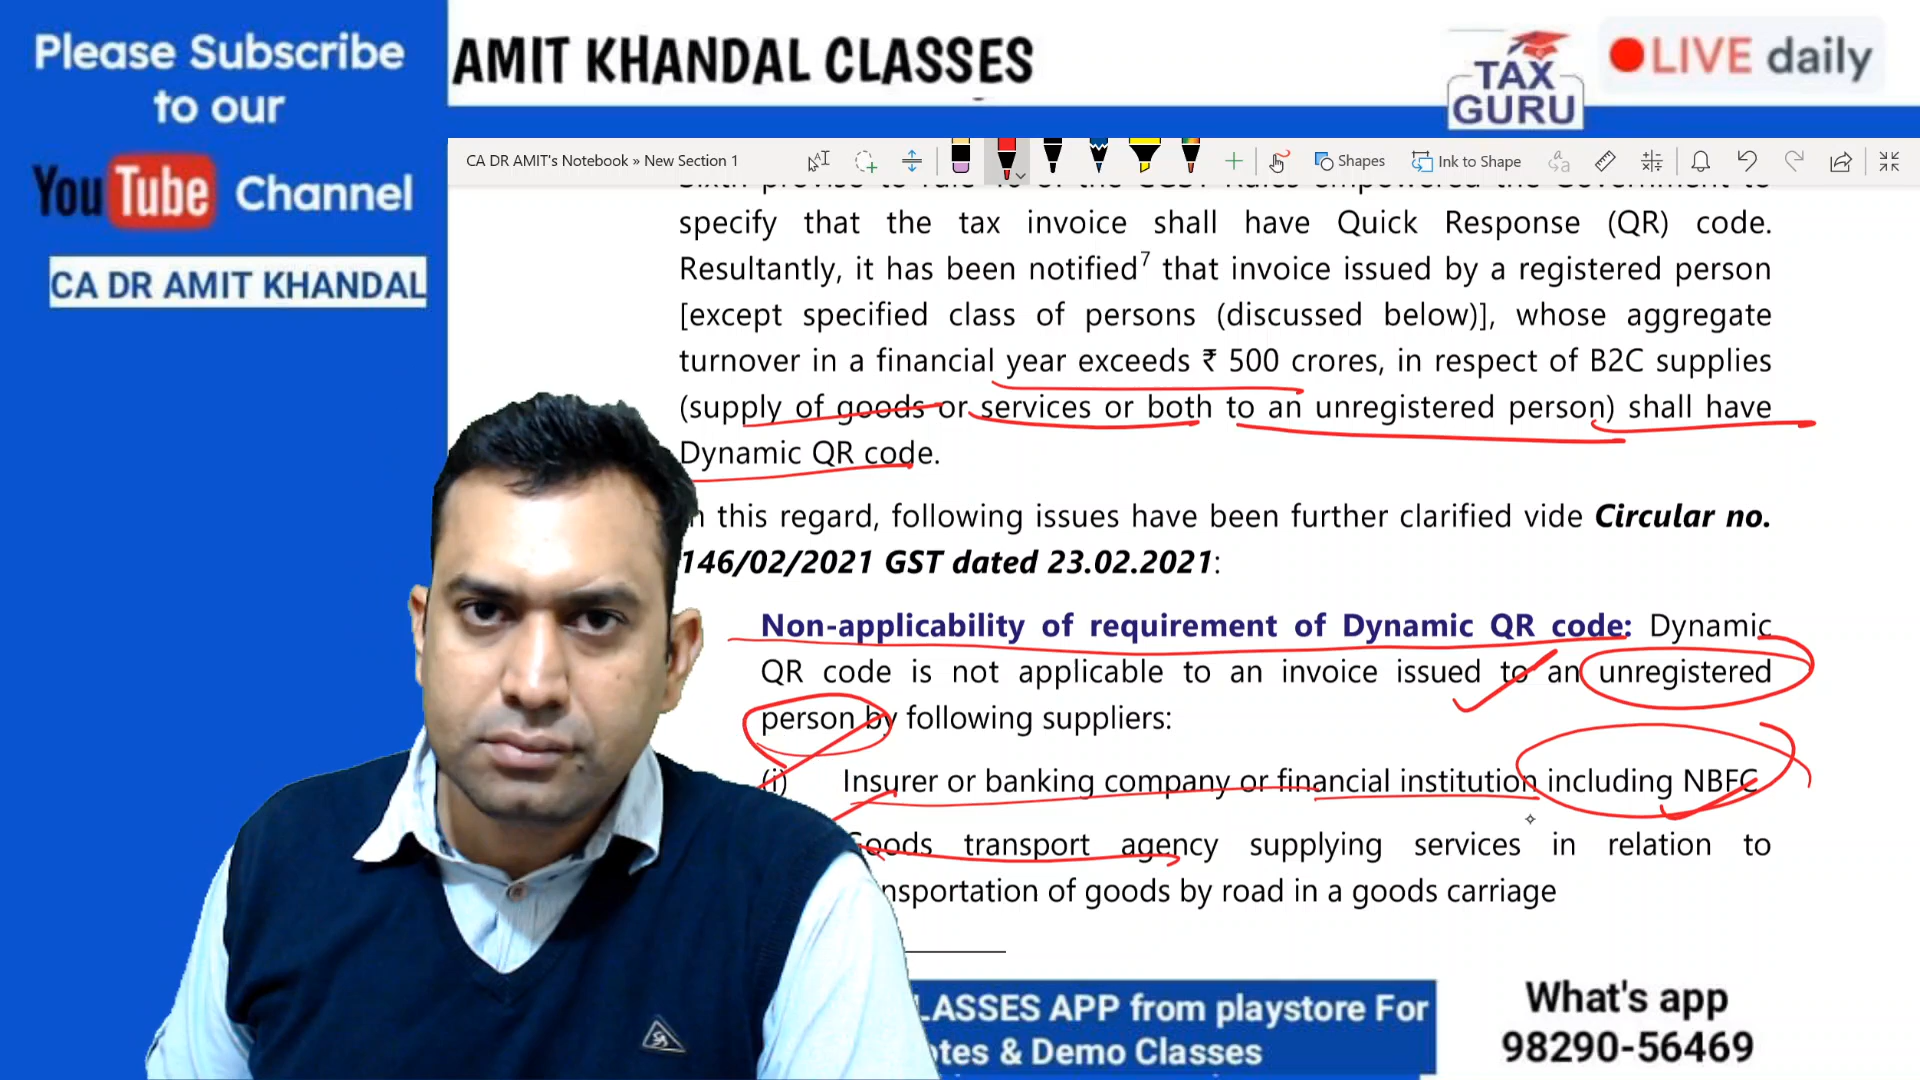 Please Subscribe
to our
YouTube Channel
CA DR AMIT KHANDAL
AMIT KHANDAL CLASSES
TAX
GURU
LIVE daily
CA DR AMIT's Notebook » New Section 1
Shapes
Ink to Shape
specify that the tax invoice shall have Quick Response (QR) code.
Resultantly, it has been notified7 that invoice issued by a registered person
[except specified class of persons (discussed below)], whose aggregate
turnover in a financial year exceeds ₹ 500 crores, in respect of B2C supplies
(supply of goods or services or both to an unregistered person) shall have
Dynamic QR code.
n this regard, following issues have been further clarified vide Circular no.
146/02/2021 GST dated 23.02.2021:
Non-applicability of requirement of Dynamic QR code: Dynamic
QR code is not applicable to an invoice issued to an unregistered
person by following suppliers:
(i) Insurer or banking company or financial institution including NBFC
Goods transport agency supplying services in relation to
nsportation of goods by road in a goods carriage
LASSES APP from playstore For
tes & Demo Classes
What's app
98290-56469